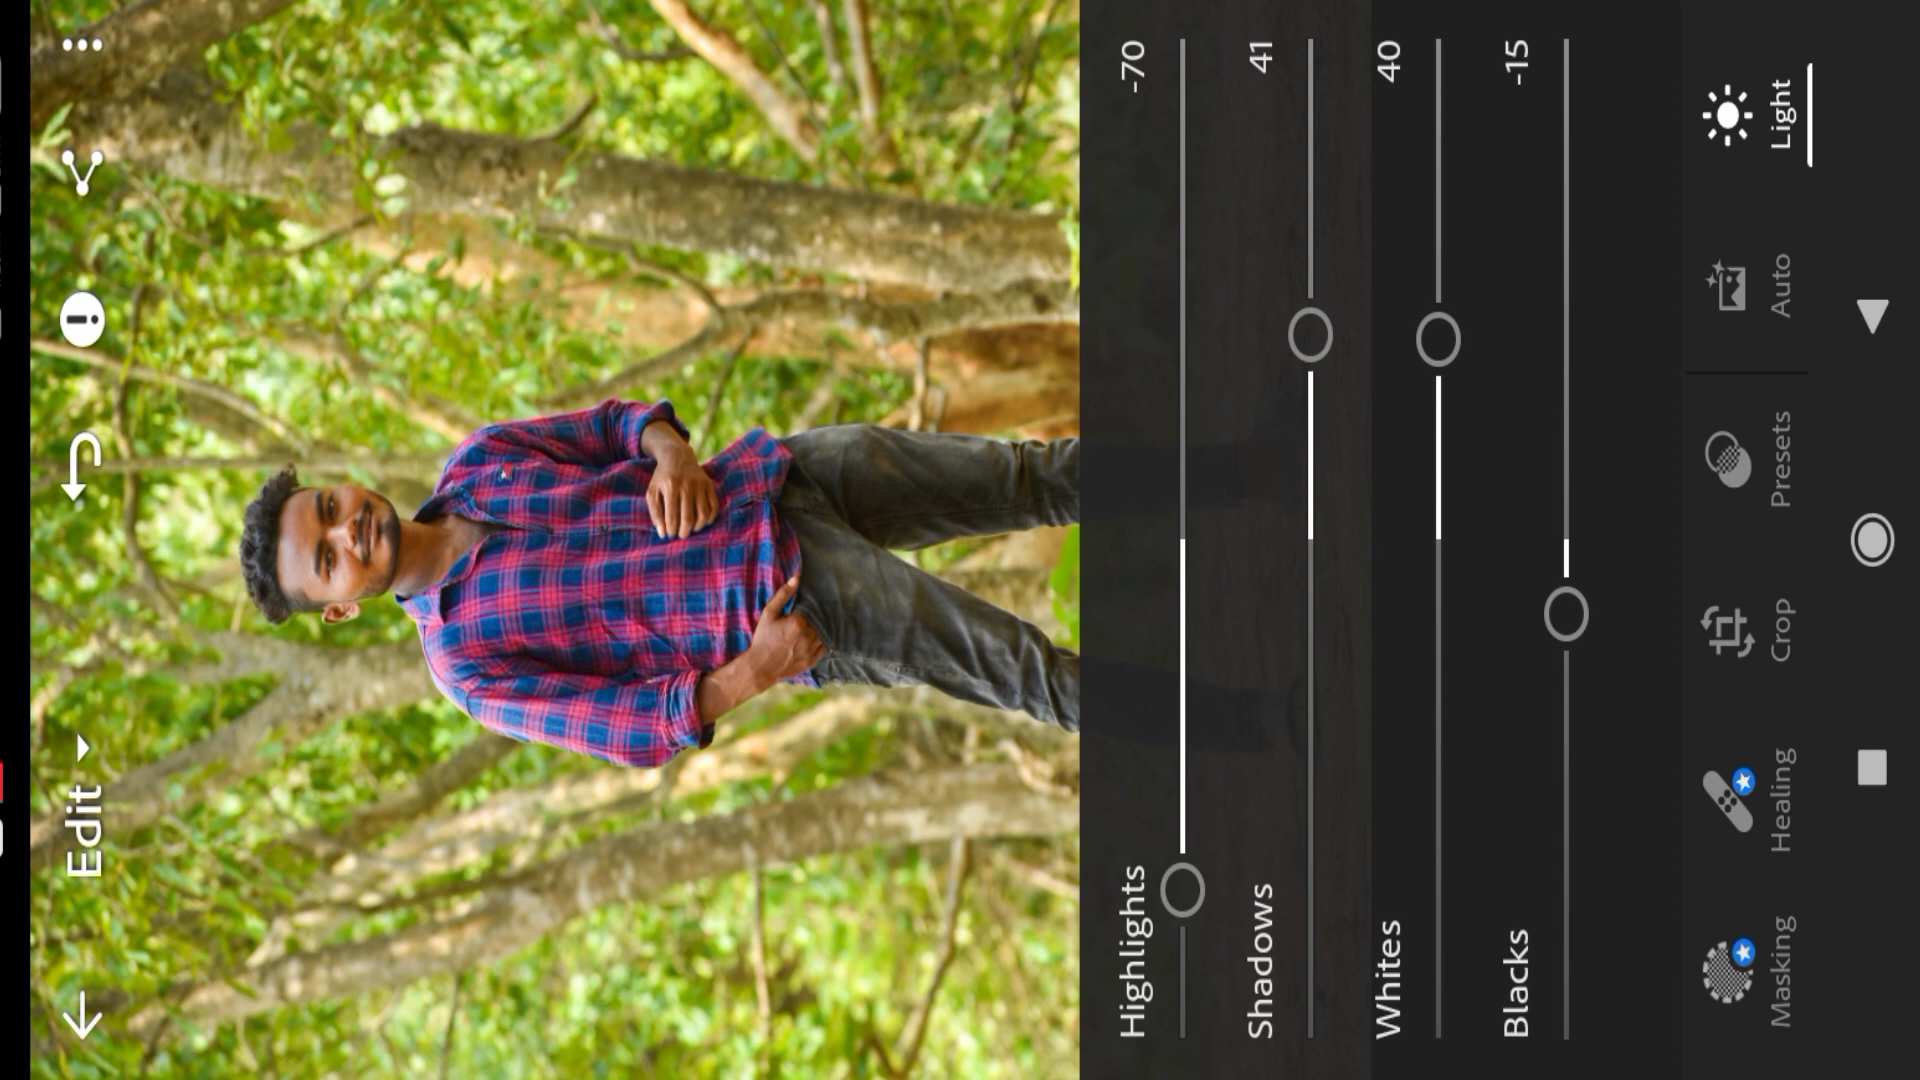 Edit
Highlights -70
Shadows 41
Whites 40
Blacks -15
Masking Healing Crop Presets Auto Light